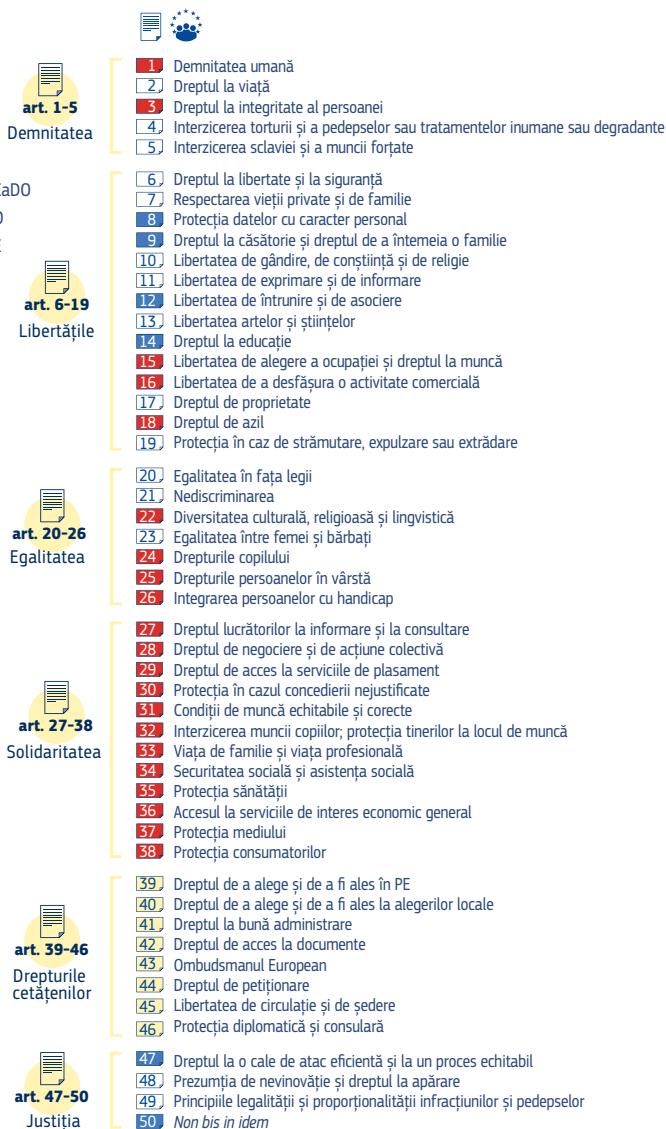 art. 1-5
Demnitatea
1 Demnitatea umană
2 Dreptul la viață
3 Dreptul la integritate al persoanei
4 Interzicerea torturii și a pedepselor sau tratamentelor inumane sau degradante
5 Interzicerea sclaviei și a muncii forțate
art. 6-19
Libertățile
6 Dreptul la libertate și la siguranță
7 Respectarea vieții private și de familie
8 Protecția datelor cu caracter personal
9 Dreptul la căsătorie și dreptul de a întemeia o familie
10 Libertatea de gândire, de conștiință și de religie
11 Libertatea de exprimare și de informare
12 Libertatea de întrunire și de asociere
13 Libertatea artelor și științelor
14 Dreptul la educație
15 Libertatea de alegere a ocupației și dreptul la muncă
16 Libertatea de a desfășura o activitate comercială
17 Dreptul de proprietate
18 Dreptul de azil
19 Protecția în caz de strămutare, expulzare sau extrădare
art. 20-26
Egalitatea
20 Egalitatea în fața legii
21 Nediscriminarea
22 Diversitatea culturală, religioasă și lingvistică
23 Egalitatea între femei și bărbați
24 Drepturile copilului
25 Drepturile persoanelor în vârstă
26 Integrarea persoanelor cu handicap
art. 27-38
Solidaritatea
27 Dreptul lucrătorilor la informare și la consultare
28 Dreptul de negociere și de acțiune colectivă
29 Dreptul de acces la serviciile de plasament
30 Protecția în cazul concedierii nejustificate
31 Condiții de muncă echitabile și corecte
32 Interzicerea muncii copiilor; protecția tinerilor la locul de muncă
33 Viața de familie și viața profesională
34 Securitatea socială și asistența socială
35 Protecția sănătății
36 Accesul la serviciile de interes economic general
37 Protecția mediului
38 Protecția consumatorilor
art. 39-46
Drepturile
cetățenilor
39 Dreptul de a alege și de a fi ales în PE
40 Dreptul de a alege și de a fi ales la alegerilor locale
41 Dreptul la bună administrare
42 Dreptul de acces la documente
43 Ombudsmanul European
44 Dreptul de petiționare
45 Libertatea de circulație și de ședere
46 Protecția diplomatică și consulară
art. 47-50
Justiția
47 Dreptul la o cale de atac eficientă și la un proces echitabil
48 Prezumția de nevinovăție și dreptul la apărare
49 Principiile legalității și proporționalității infracțiunilor și pedepselor
50 Non bis in idem